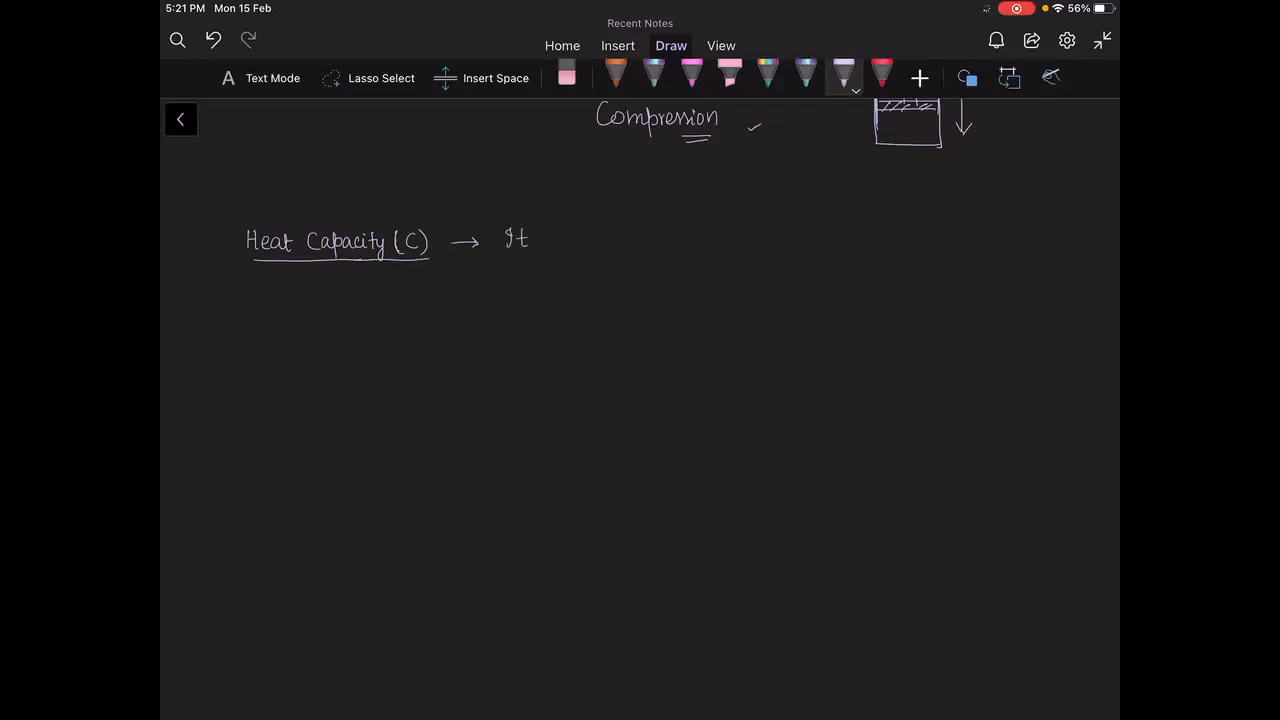 5:21 PM Mon 15 Feb
56%
Recent Notes
Home Insert Draw View
A Text Mode Lasso Select Insert Space
Compression
Heat Capacity (C) → It